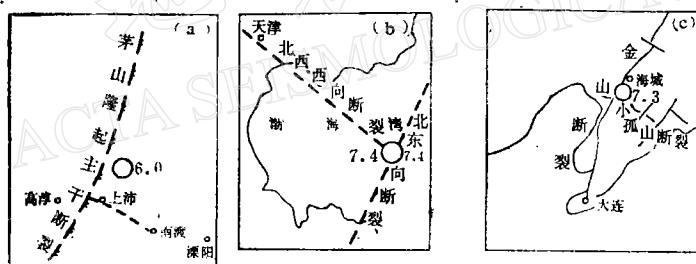 (a)
茅山隆起主干断裂
6.0
高淳
上沛
南渡
溧阳
(b)
天津
北西西向断裂
渤海湾
7.4
7.4
北东向断裂
(c)
金山断裂
海城
7.3
小孤山断裂
大连
ACTA SEISMOLOGICA